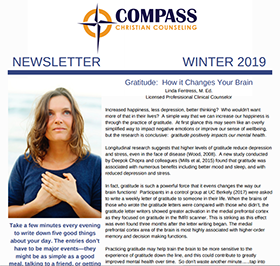 COMPASS
CHRISTIAN COUNSELING
NEWSLETTER
WINTER 2019
Gratitude: How it Changes Your Brain
Linda Fentress, M. Ed.
Licensed Professional Clinical Counselor
Increased happiness, less depression, better thinking? Who wouldn't want
more of that in their lives? A simple way that we can increase our happiness is
through the practice of gratitude. At first glance this may seem like an overly
simplified way to impact negative emotions or improve our sense of wellbeing,
but the research is conclusive: gratitude positively impacts our mental health.
Longitudinal research suggests that higher levels of gratitude reduce depression
and stress, even in the face of disease (Wood, 2008). A new study conducted
by Deepak Chopra and colleagues (Mills et al, 2015) found that gratitude was
associated with numerous benefits including better mood and sleep, and with
reduced depression and stress.
In fact, gratitude is such a powerful force that it even changes the way our
brain functions! Participants in a control group at UC Berkely (2017) were asked
to write a weekly letter of gratitude to someone in their life. When the brains of
those who wrote the gratitude letters were compared with those who didn't, the
gratitude letter writers showed greater activation in the medial prefrontal cortex
as they focused on gratitude in the fMRI scanner. This is striking as this effect
was even found three months after the letter writing began. The medial
prefrontal cortex area of the brain is most highly associated with higher-order
memory and decision making functions.
Practicing gratitude may help train the brain to be more sensitive to the
experience of gratitude down the line, and this could contribute to greatly
improved mental health over time. So don't waste another minute.....tap into
Take a few minutes every evening
to write down five good things
about your day. The entries don't
have to be major events—they
might be as simple as a good
meal, talking to a friend, or getting